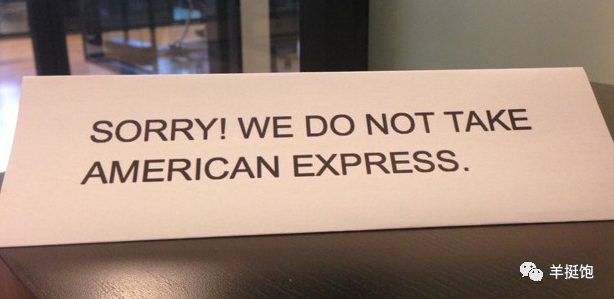 SORRY! WE DO NOT TAKE
AMERICAN EXPRESS.
羊挺饱